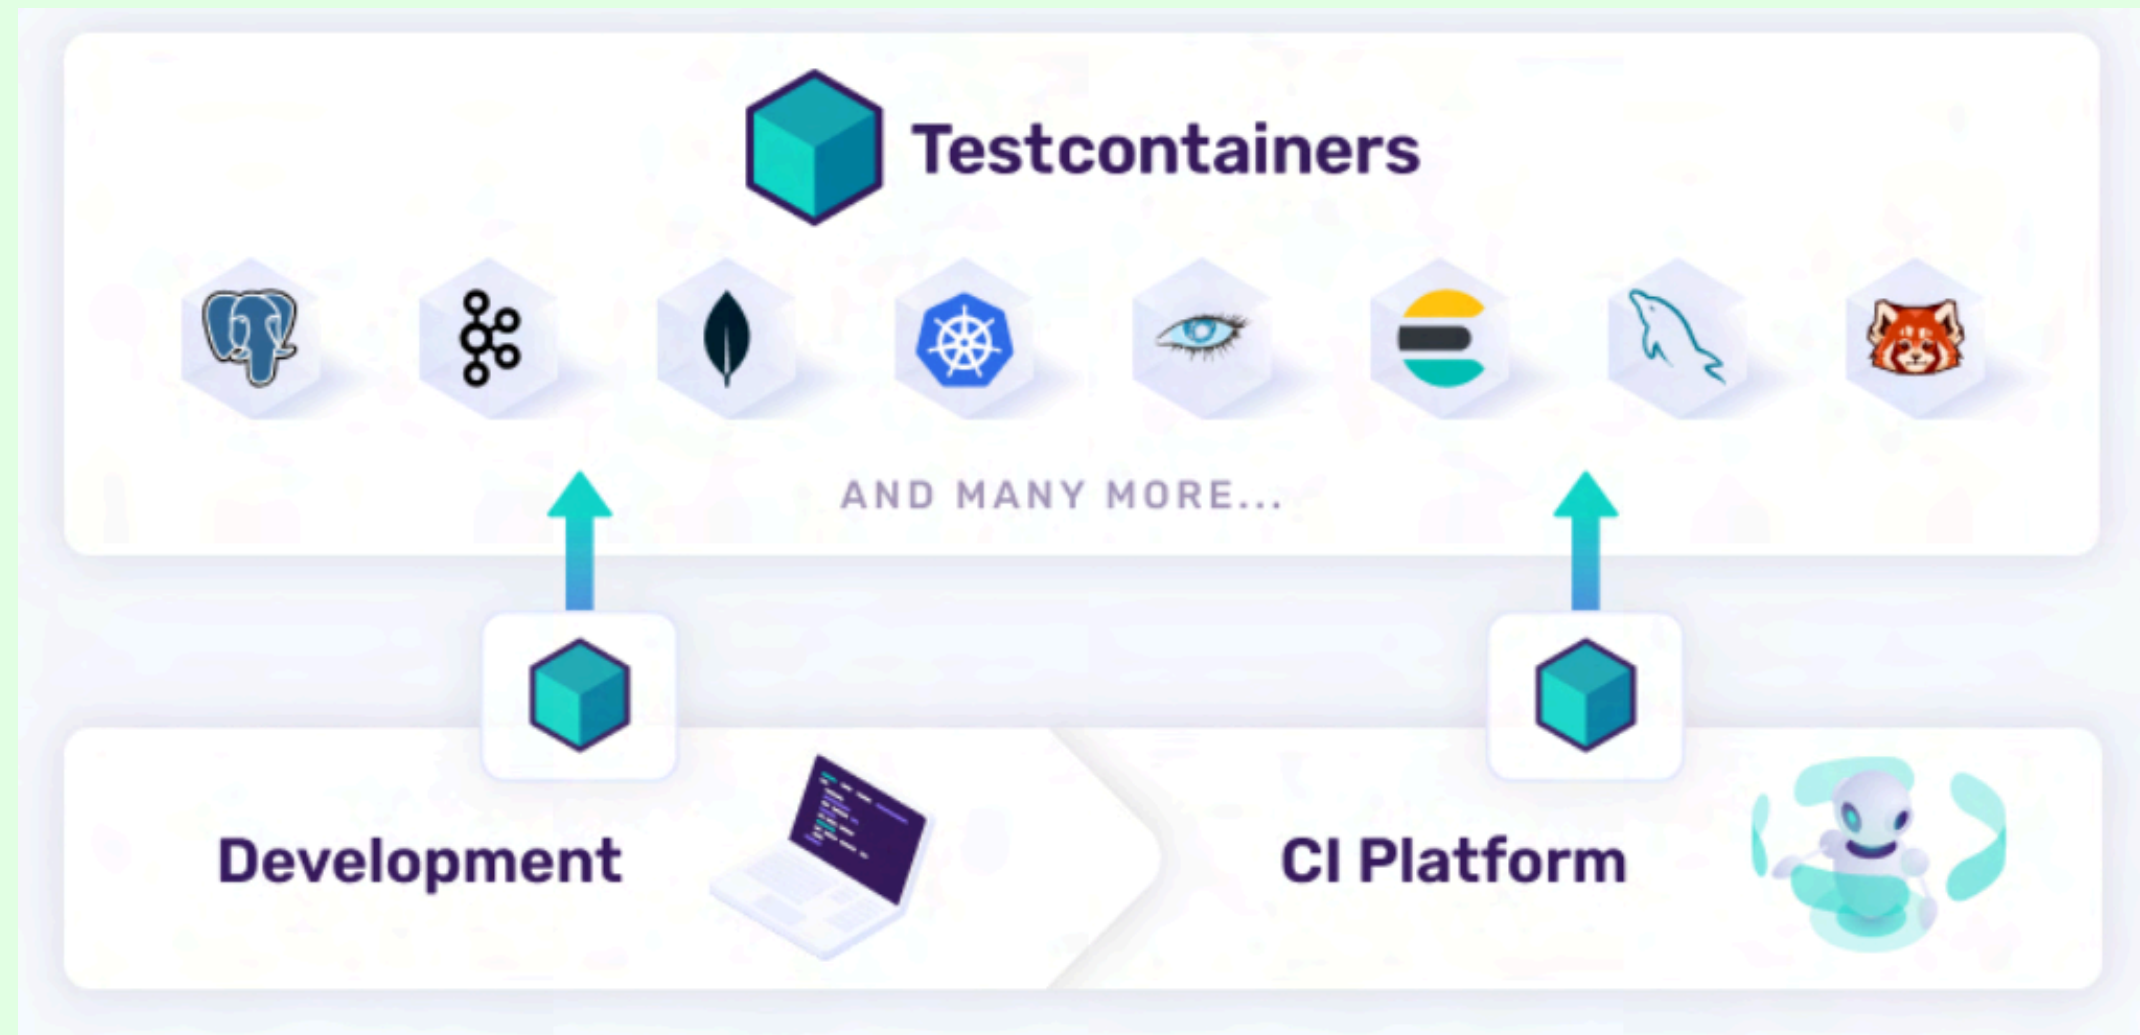 Testcontainers
AND MANY MORE...
Development
CI Platform